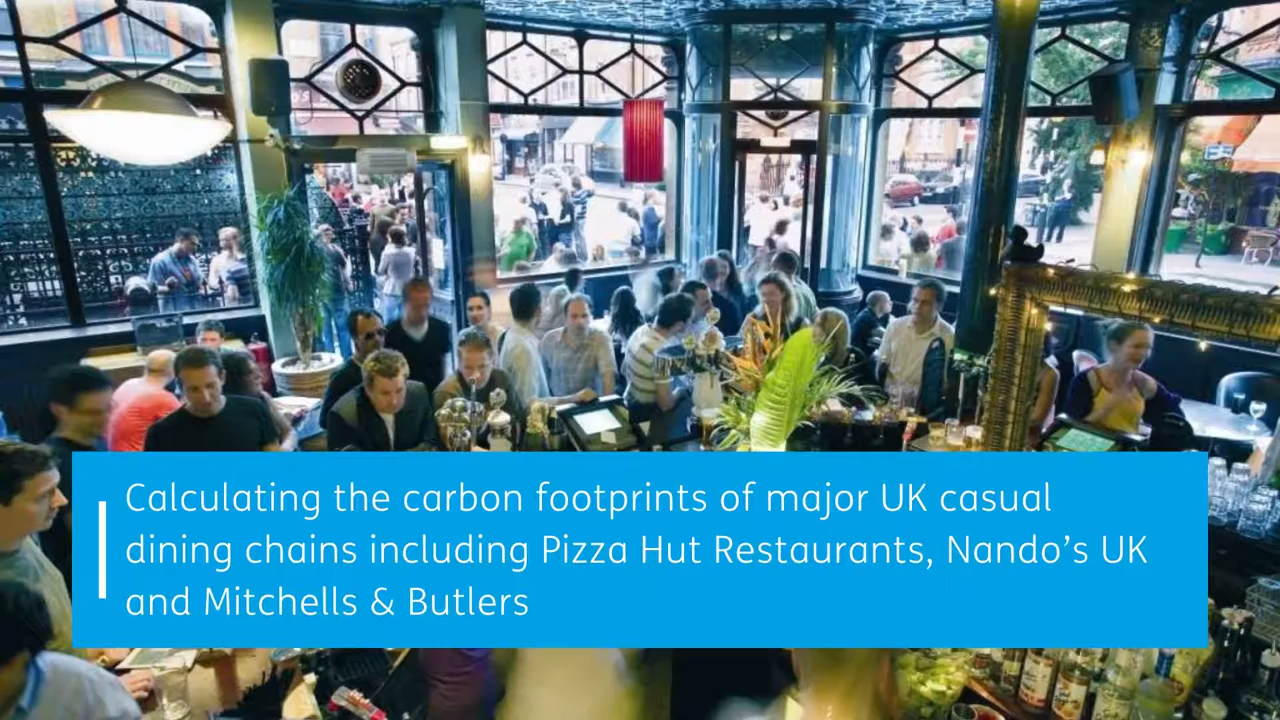 Calculating the carbon footprints of major UK casual
dining chains including Pizza Hut Restaurants, Nando’s UK
and Mitchells & Butlers